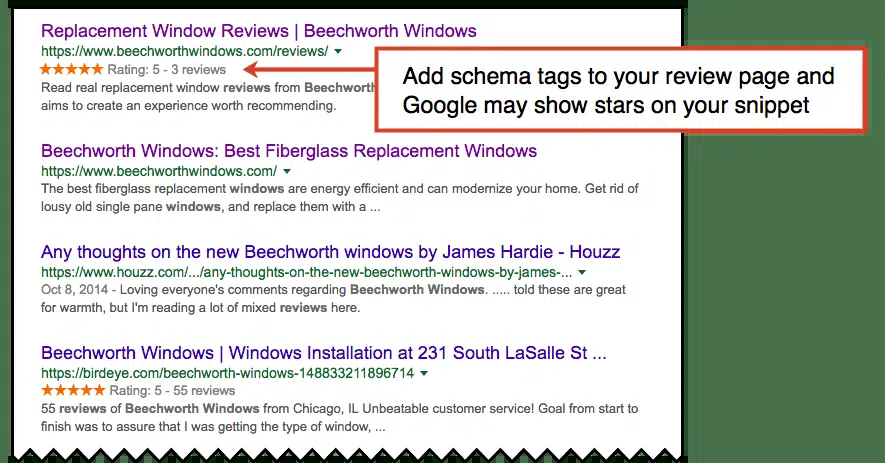 Replacement Window Reviews | Beechworth Windows
https://www.beechworthwindows.com/reviews/
Rating: 5 - 3 reviews
Read real replacement window reviews from Beechworth
aims to create an experience worth recommending.
Add schema tags to your review page and
Google may show stars on your snippet
Beechworth Windows: Best Fiberglass Replacement Windows
https://www.beechworthwindows.com/
The best fiberglass replacement windows are energy efficient and can modernize your home. Get rid of
lousy old single pane windows, and replace them with a ...
Any thoughts on the new Beechworth windows by James Hardie - Houzz
https://www.houzz.com/.../any-thoughts-on-the-new-beechworth-windows-by-james-...
Oct 8, 2014 - Loving everyone's comments regarding Beechworth Windows. ..... told these are great
for warmth, but I'm reading a lot of mixed reviews here.
Beechworth Windows | Windows Installation at 231 South LaSalle St ...
https://birdeye.com/beechworth-windows-148833211896714
Rating: 5 - 55 reviews
55 reviews of Beechworth Windows from Chicago, IL Unbeatable customer service! Goal from start to
finish was to assure that I was getting the type of window, ...